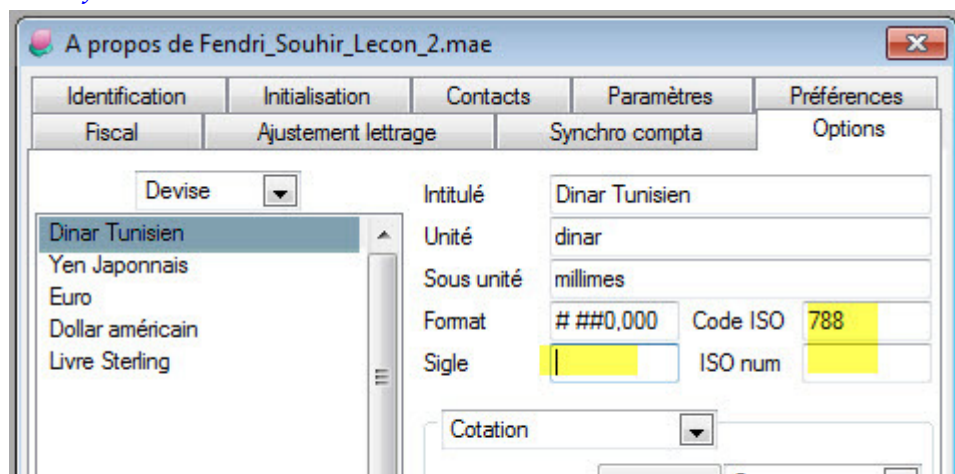 A propos de Fendri_Souhir_Lecon_2.mae
Identification Initialisation Contacts Paramètres Préférences
Fiscal Ajustement lettrage Synchro compta Options
Devise
Dinar Tunisien
Yen Japonnais
Euro
Dollar américain
Livre Sterling
Intitulé Dinar Tunisien
Unité dinar
Sous unité millimes
Format # ##0,000 Code ISO 788
Sigle ISO num
Cotation